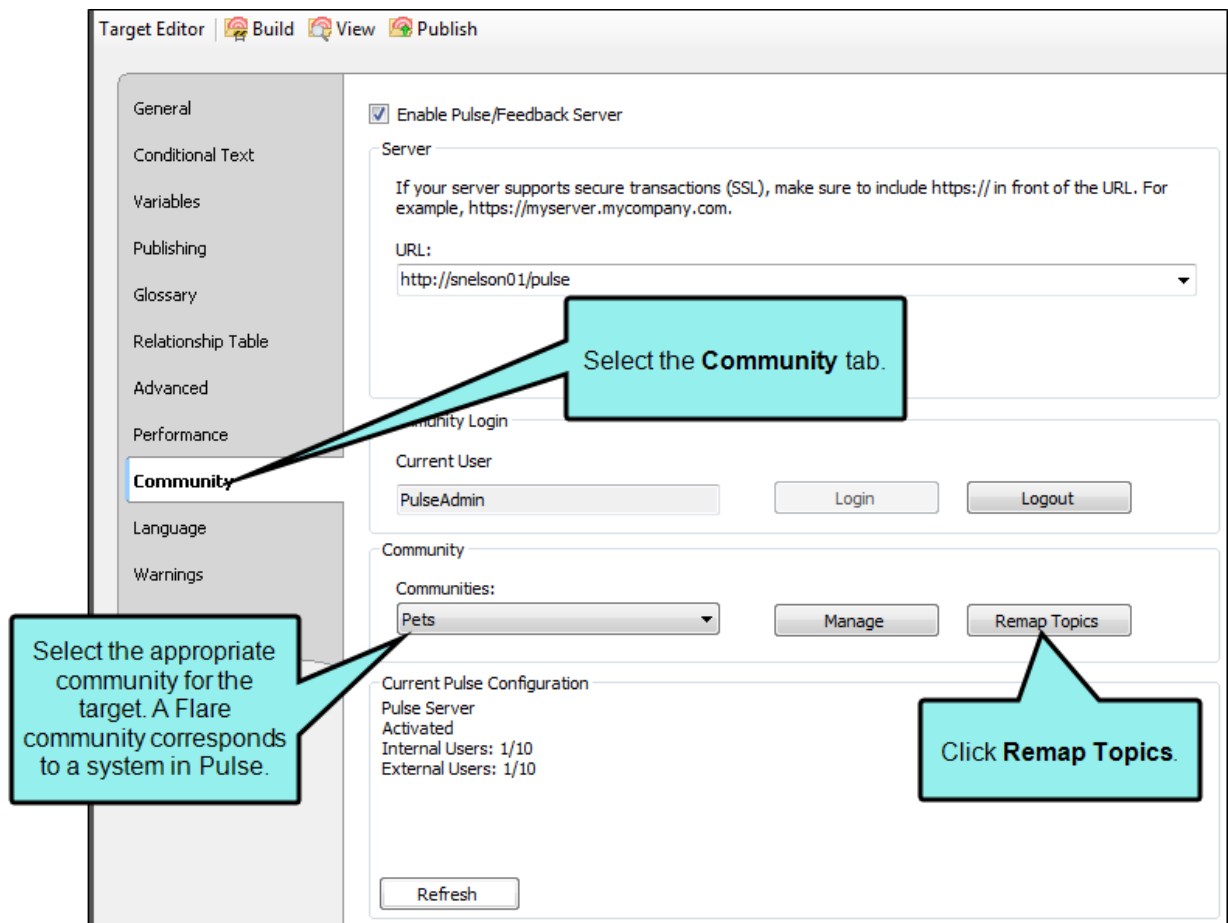 Target Editor Build View Publish
General
Conditional Text
Variables
Publishing
Glossary
Relationship Table
Advanced
Performance
Community
Language
Warnings
Enable Pulse/Feedback Server
Server
If your server supports secure transactions (SSL), make sure to include https:// in front of the URL. For
example, https://myserver.mycompany.com.
URL:
http://snelson01/pulse
Select the Community tab.
Login
Current User
PulseAdmin
Login
Logout
Community
Communities:
Pets
Manage
Remap Topics
Select the appropriate
community for the
target. A Flare
community corresponds
to a system in Pulse.
Current Pulse Configuration
Pulse Server
Activated
Internal Users: 1/10
External Users: 1/10
Click Remap Topics.
Refresh